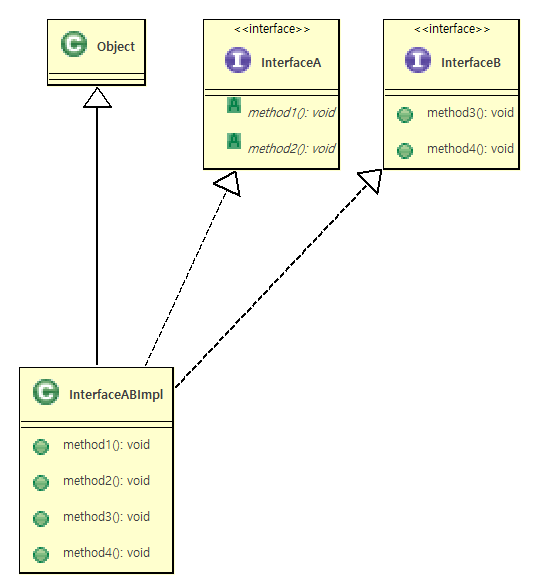 C Object
<<interface>>
I InterfaceA
A method1(): void
A method2(): void
<<interface>>
I InterfaceB
method3(): void
method4(): void
C InterfaceABImpl
method1(): void
method2(): void
method3(): void
method4(): void